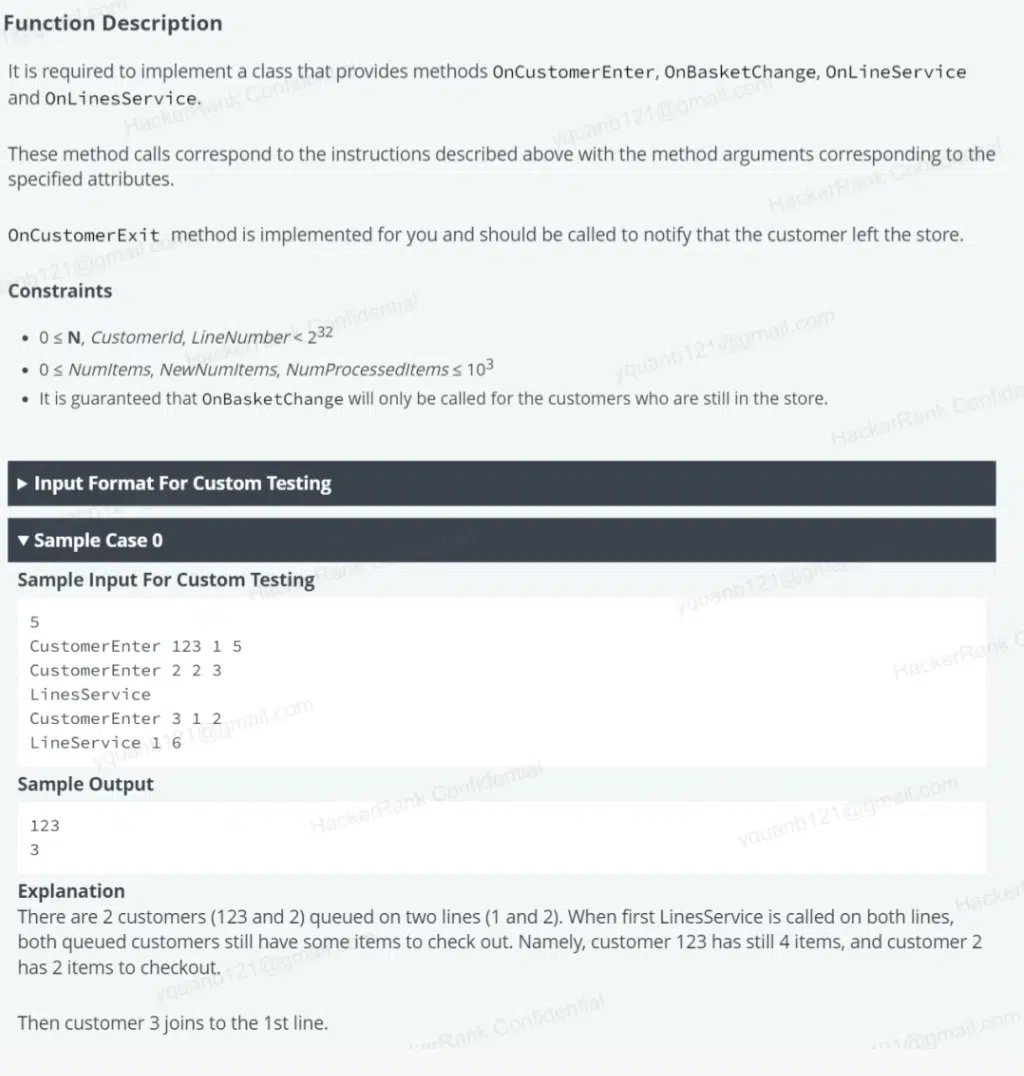 Function Description
It is required to implement a class that provides methods OnCustomerEnter, OnBasketChange, OnLineService
and OnLinesService.
These method calls correspond to the instructions described above with the method arguments corresponding to the
specified attributes.
OnCustomerExit method is implemented for you and should be called to notify that the customer left the store.
Constraints
• 0 ≤ N, CustomerId, LineNumber < 2³²
• 0 ≤ NumItems, NewNumItems, NumProcessedItems ≤ 10³
• It is guaranteed that OnBasketChange will only be called for the customers who are still in the store.
▶ Input Format For Custom Testing
▼ Sample Case 0
Sample Input For Custom Testing
5
CustomerEnter 123 1 5
CustomerEnter 2 2 3
LinesService
CustomerEnter 3 1 2
LineService 1 6
Sample Output
123
3
Explanation
There are 2 customers (123 and 2) queued on two lines (1 and 2). When first LinesService is called on both lines,
both queued customers still have some items to check out. Namely, customer 123 has still 4 items, and customer 2
has 2 items to checkout.
Then customer 3 joins to the 1st line.